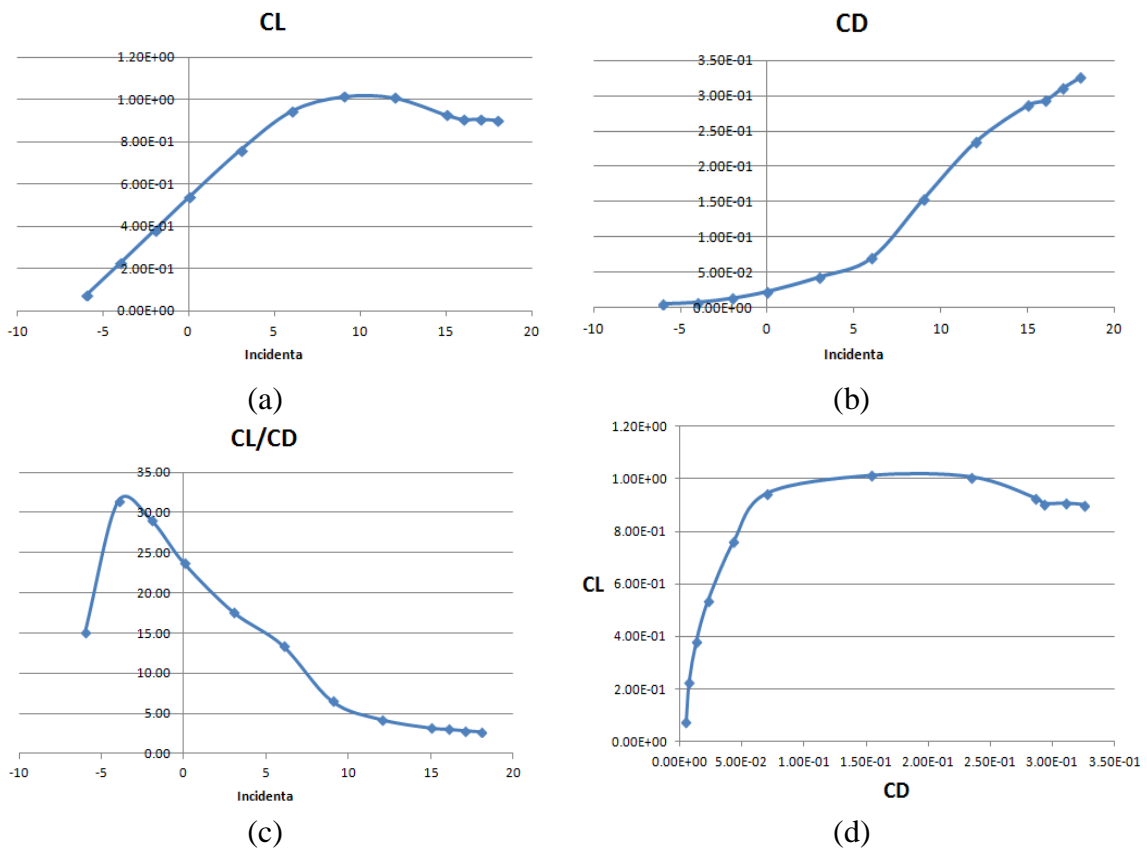 CL
1.20E+00
1.00E+00
8.00E-01
6.00E-01
4.00E-01
2.00E-01
0.00E+00
-10 -5 0 5 10 15 20
Incidenta
(a)
CD
3.50E-01
3.00E-01
2.50E-01
2.00E-01
1.50E-01
1.00E-01
5.00E-02
0.00E+00
-10 -5 0 5 10 15 20
Incidenta
(b)
CL/CD
35.00
30.00
25.00
20.00
15.00
10.00
5.00
0.00
-10 -5 0 5 10 15 20
Incidenta
(c)
1.20E+00
1.00E+00
8.00E-01
CL
6.00E-01
4.00E-01
2.00E-01
0.00E+00
0.00E+00 5.00E-02 1.00E-01 1.50E-01 2.00E-01 2.50E-01 3.00E-01 3.50E-01
CD
(d)